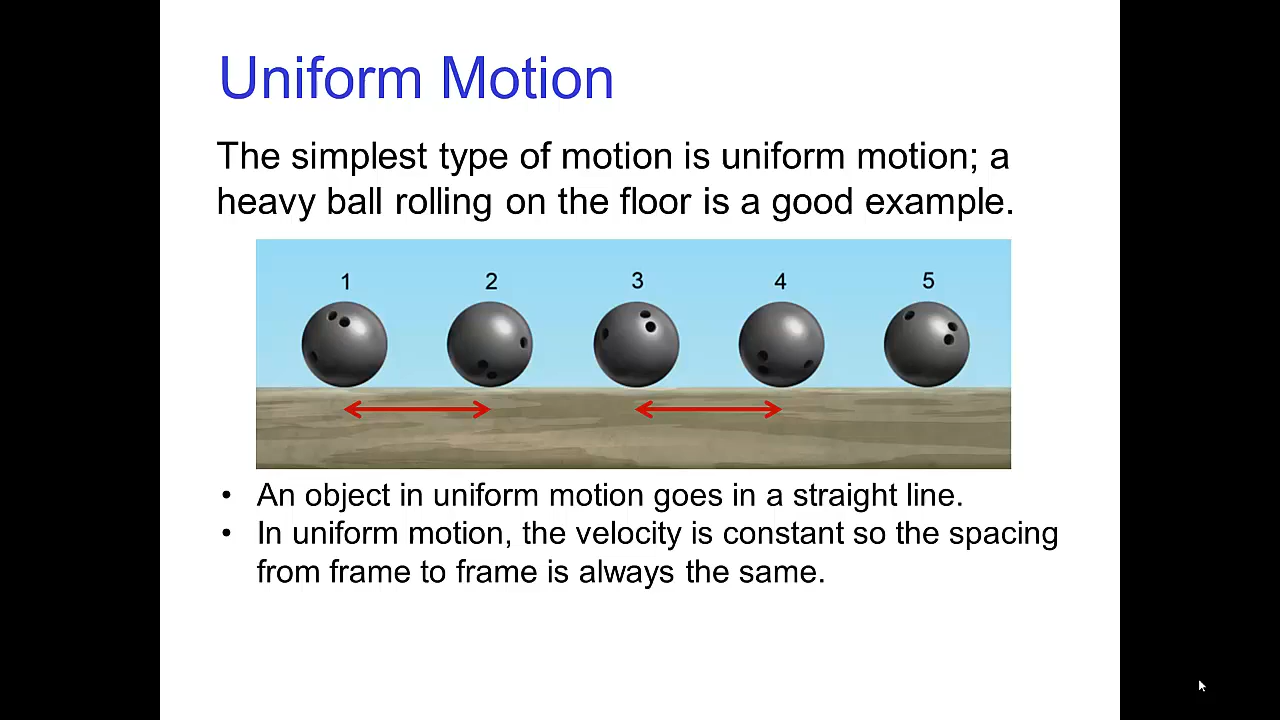 Uniform Motion
The simplest type of motion is uniform motion; a
heavy ball rolling on the floor is a good example.
1 2 3 4 5
• An object in uniform motion goes in a straight line.
• In uniform motion, the velocity is constant so the spacing
from frame to frame is always the same.